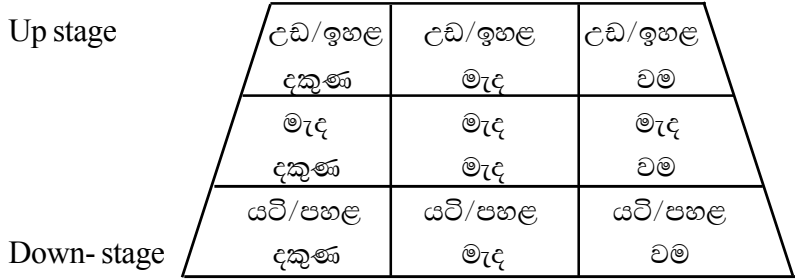 Up stage උඩ/ඉහළ උඩ/ඉහළ උඩ/ඉහළ
දකුණ මැද වම
මැද මැද මැද
දකුණ මැද වම
යටි/පහළ යටි/පහළ යටි/පහළ
Down- stage දකුණ මැද වම